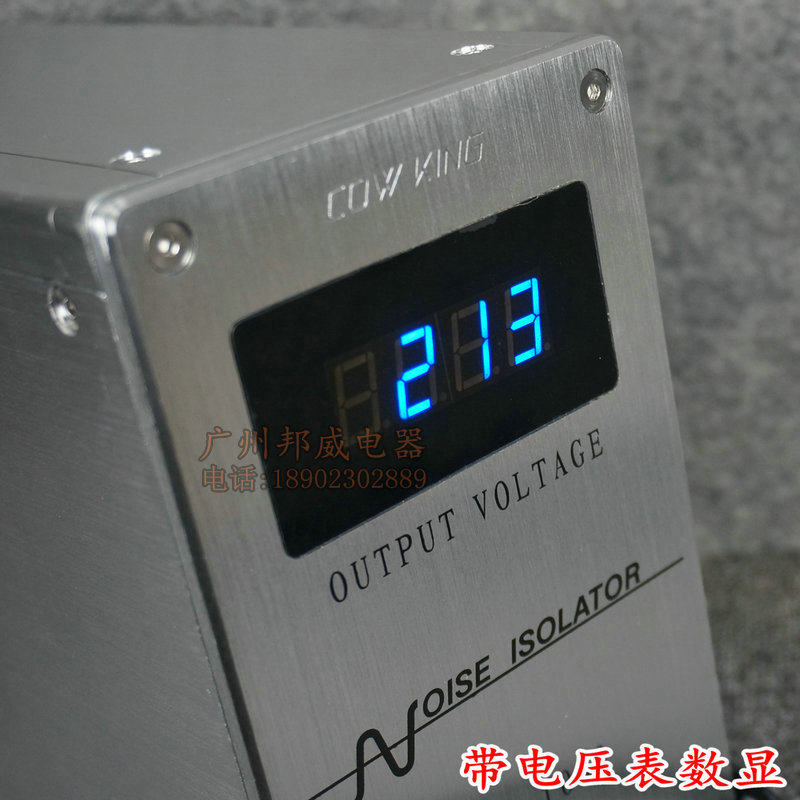 COW KING
213
广州邦威电器
电话:18902302889
OUTPUT VOLTAGE
NOISE ISOLATOR
带电压表数显